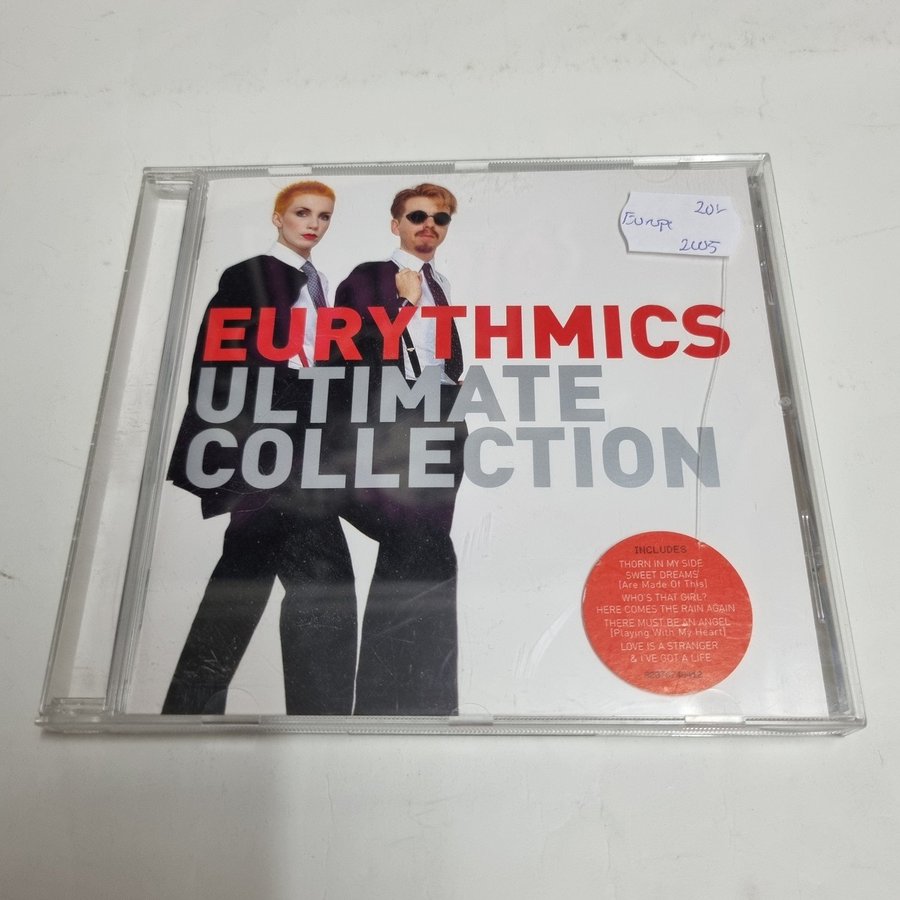 Europe
2005
EURYTHMICS
ULTIMATE
COLLECTION
INCLUDES
THORN IN MY SIDE
SWEET DREAMS
[Are Made Of This]
WHO'S THAT GIRL?
HERE COMES THE RAIN AGAIN
THERE MUST BE AN ANGEL
[Playing With My Heart]
LOVE IS A STRANGER
& I'VE GOT A LIFE